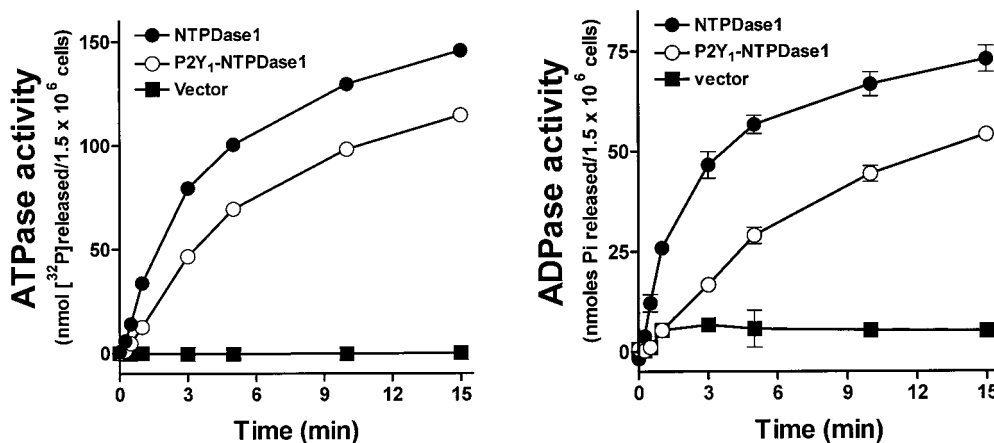 NTPDase1
P2Y₁-NTPDase1
Vector
ATPase activity
(nmol [³²P]released/1.5 x 10⁶ cells)
150
100
50
0
0 3 6 9 12 15
Time (min)
NTPDase1
P2Y₁-NTPDase1
vector
ADPase activity
(nmoles Pi released/1.5 x 10⁶ cells)
75
50
25
0
0 3 6 9 12 15
Time (min)